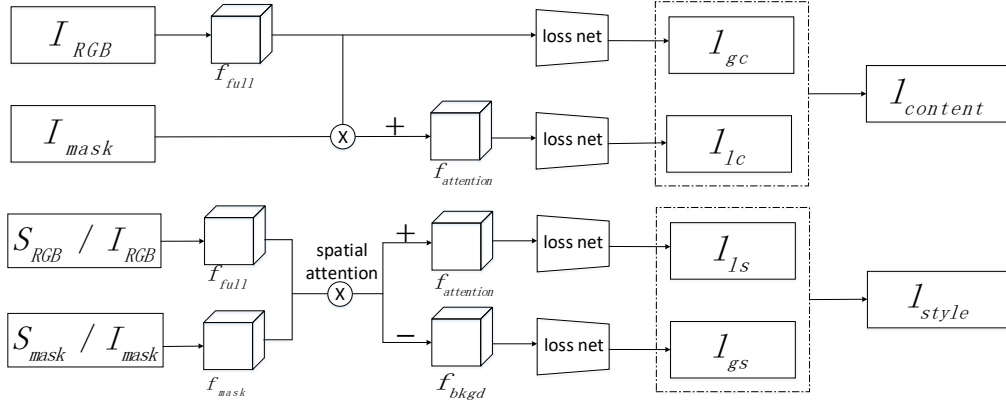 I_RGB
f_full
loss net
l_gc
I_mask
X
+
f_attention
loss net
l_lc
l_content
S_RGB / I_RGB
f_full
spatial
attention
X
+
f_attention
loss net
l_ls
S_mask / I_mask
f_mask
−
f_bkgd
loss net
l_gs
l_style